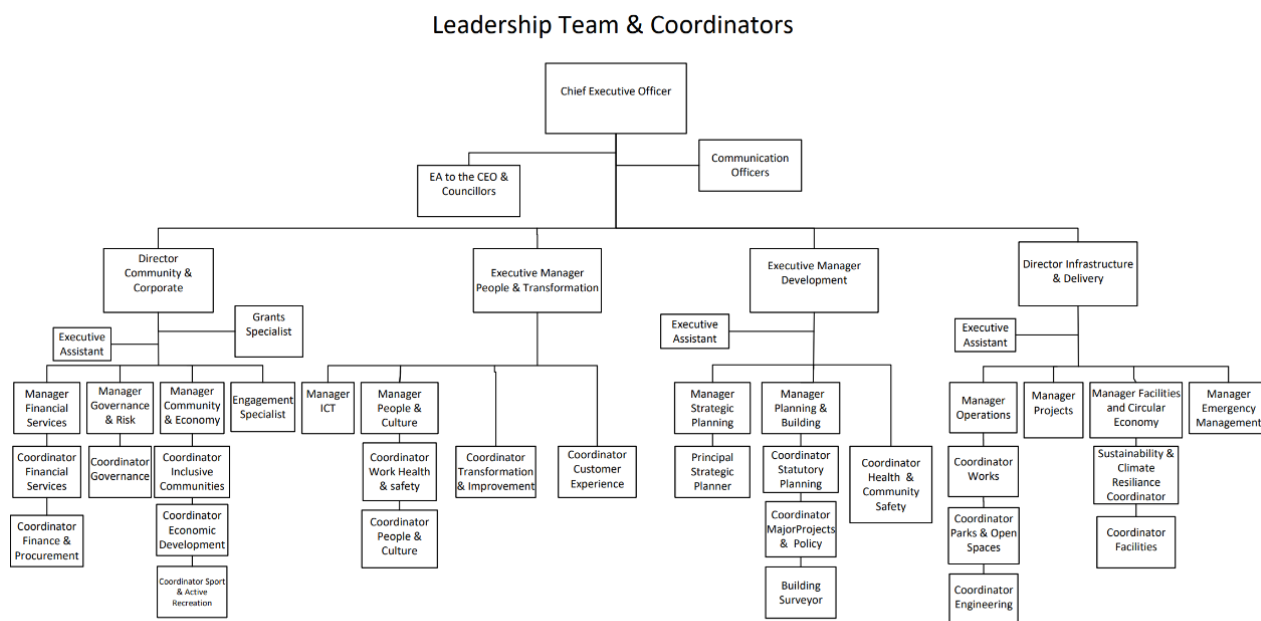 Leadership Team & Coordinators
Chief Executive Officer
EA to the CEO &
Councillors
Communication
Officers
Director
Community &
Corporate
Executive Manager
People & Transformation
Executive Manager
Development
Director Infrastructure
& Delivery
Grants
Specialist
Executive
Assistant
Executive
Assistant
Executive
Assistant
Manager
Financial
Services
Manager
Governance
& Risk
Manager
Community
& Economy
Engagement
Specialist
Manager
ICT
Manager
People &
Culture
Manager
Strategic
Planning
Manager
Planning &
Building
Manager
Operations
Manager
Projects
Manager Facilities
and Circular
Economy
Manager
Emergency
Management
Coordinator
Financial
Services
Coordinator
Governance
Coordinator
Inclusive
Communities
Coordinator
Work Health
& safety
Coordinator
Transformation
& Improvement
Coordinator
Customer
Experience
Principal
Strategic
Planner
Coordinator
Statutory
Planning
Coordinator
Health &
Community
Safety
Coordinator
Works
Sustainability &
Climate
Resiliance
Coordinator
Coordinator
Finance &
Procurement
Coordinator
Economic
Development
Coordinator
People &
Culture
Coordinator
MajorProjects
& Policy
Coordinator
Parks & Open
Spaces
Coordinator
Facilities
Coordinator Sport
& Active
Recreation
Building
Surveyor
Coordinator
Engineering